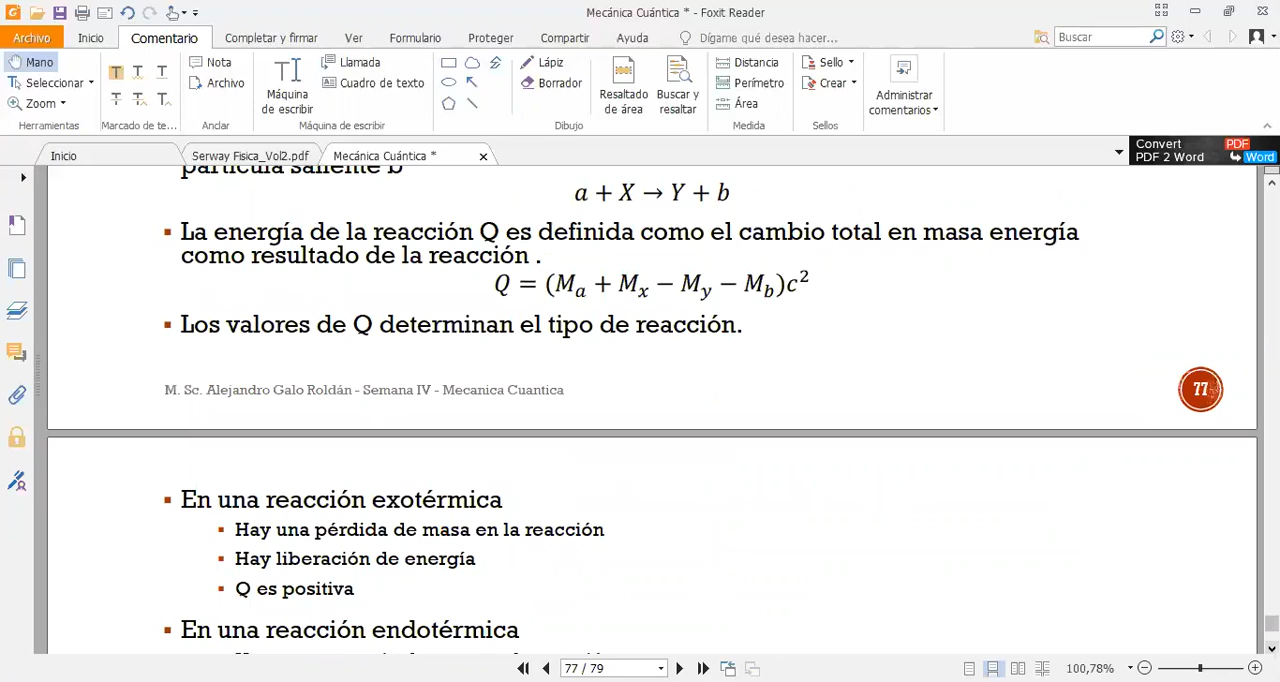 Mecánica Cuántica * - Foxit Reader
Archivo Inicio Comentario Completar y firmar Ver Formulario Proteger Compartir Ayuda Dígame qué desea hacer... Buscar
Mano
Seleccionar
Zoom
Herramientas
Marcado de te...
Nota
Archivo
Anclar
Máquina de escribir
Llamada
Cuadro de texto
Máquina de escribir
Lápiz
Borrador
Dibujo
Resaltado de área
Buscar y resaltar
Distancia
Perímetro
Área
Medida
Sello
Crear
Sellos
Administrar comentarios
Inicio Serway Fisica_Vol2.pdf Mecánica Cuántica *
Convert PDF
PDF 2 Word Word
partícula saliente b
a + X → Y + b
La energía de la reacción Q es definida como el cambio total en masa energía
como resultado de la reacción .
Q = (Mₐ + Mₓ − M_y − M_b)c²
Los valores de Q determinan el tipo de reacción.
M. Sc. Alejandro Galo Roldán - Semana IV - Mecanica Cuantica
77
En una reacción exotérmica
Hay una pérdida de masa en la reacción
Hay liberación de energía
Q es positiva
En una reacción endotérmica
77 / 79
100,78%